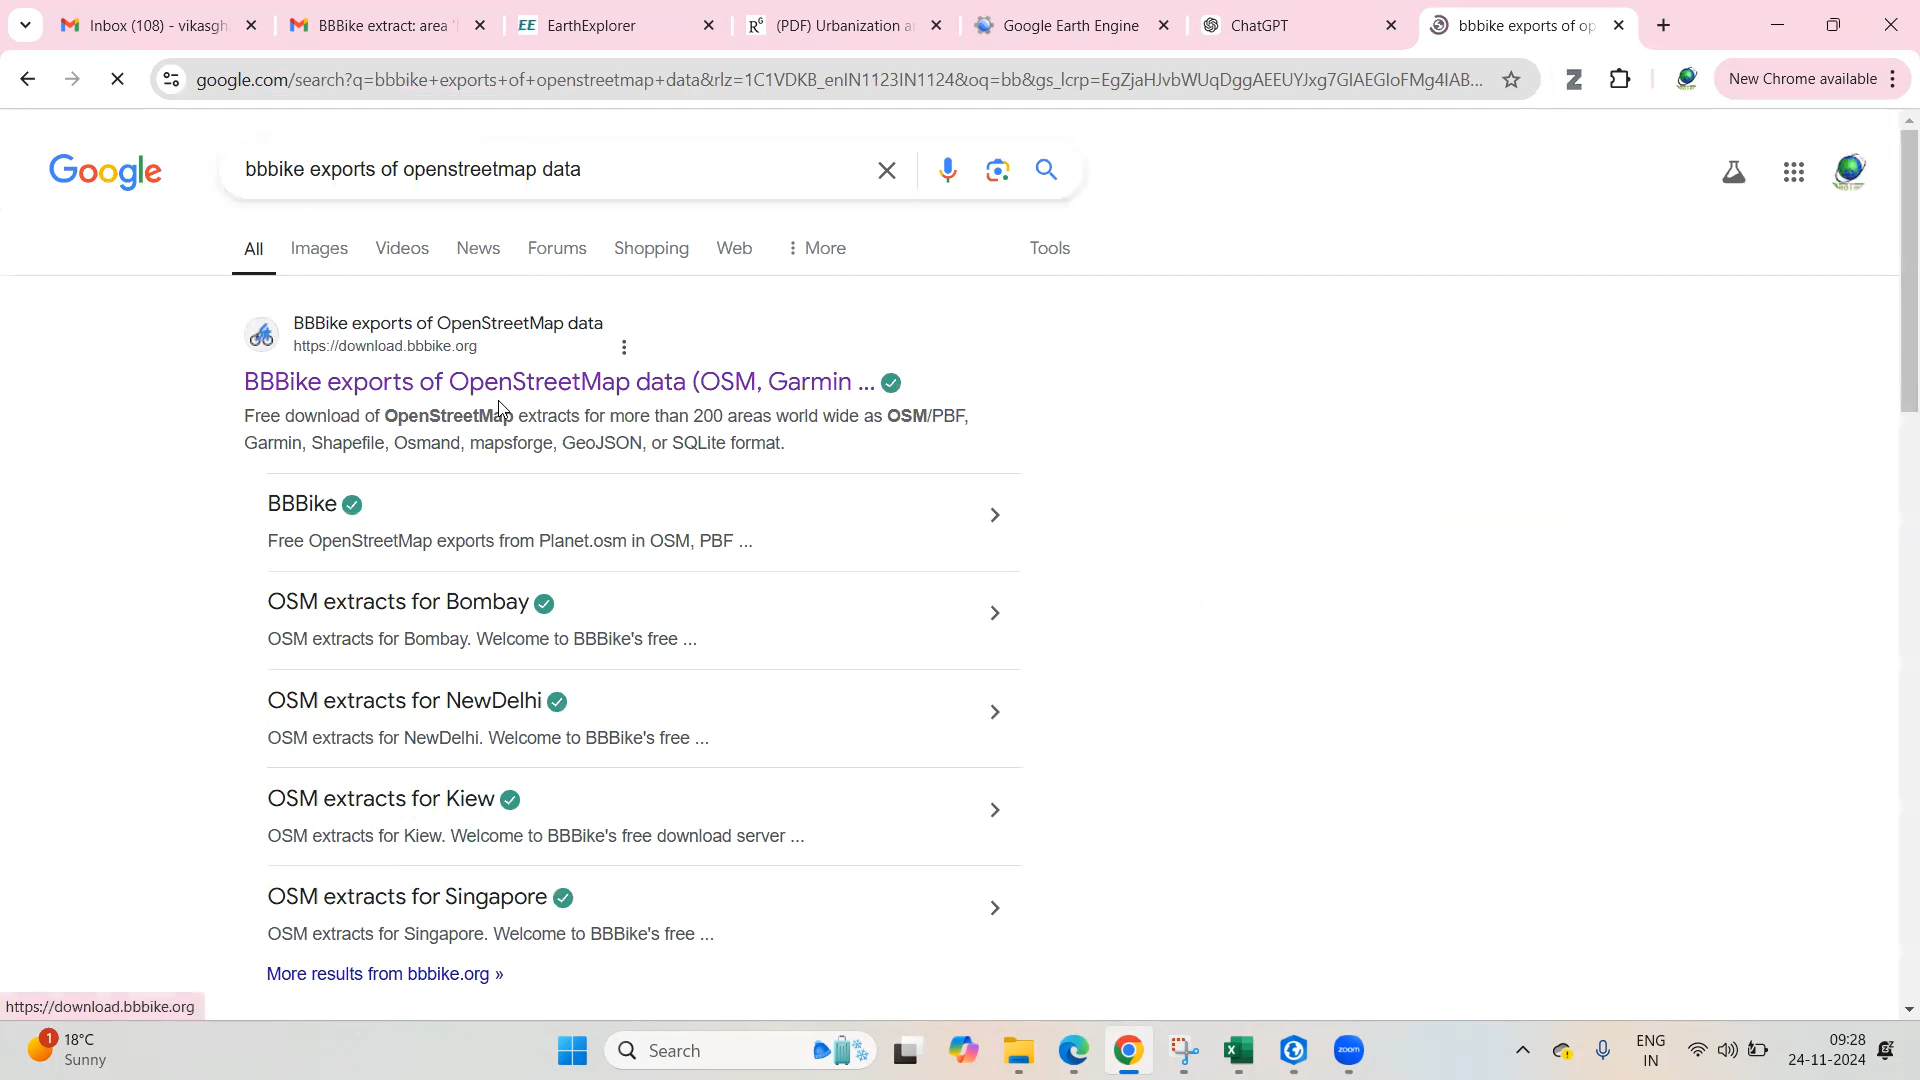 Inbox (108) - vikasgh
BBBike extract: area '
EE EarthExplorer
RG (PDF) Urbanization a
Google Earth Engine
ChatGPT
bbbike exports of op
google.com/search?q=bbbike+exports+of+openstreetmap+data&rlz=1C1VDKB_enIN1123IN1124&oq=bb&gs_lcrp=EgZjaHJvbWUqDggAEEUYJxg7GIAEGIoFMg4IAB...
New Chrome available
Google
bbbike exports of openstreetmap data
All Images Videos News Forums Shopping Web More Tools
BBBike exports of OpenStreetMap data
https://download.bbbike.org
BBBike exports of OpenStreetMap data (OSM, Garmin ...
Free download of OpenStreetMap extracts for more than 200 areas world wide as OSM/PBF,
Garmin, Shapefile, Osmand, mapsforge, GeoJSON, or SQLite format.
BBBike
Free OpenStreetMap exports from Planet.osm in OSM, PBF ...
OSM extracts for Bombay
OSM extracts for Bombay. Welcome to BBBike's free ...
OSM extracts for NewDelhi
OSM extracts for NewDelhi. Welcome to BBBike's free ...
OSM extracts for Kiew
OSM extracts for Kiew. Welcome to BBBike's free download server ...
OSM extracts for Singapore
OSM extracts for Singapore. Welcome to BBBike's free ...
More results from bbbike.org »
https://download.bbbike.org
1
18°C
Sunny
Search
zoom
ENG
IN
09:28
24-11-2024